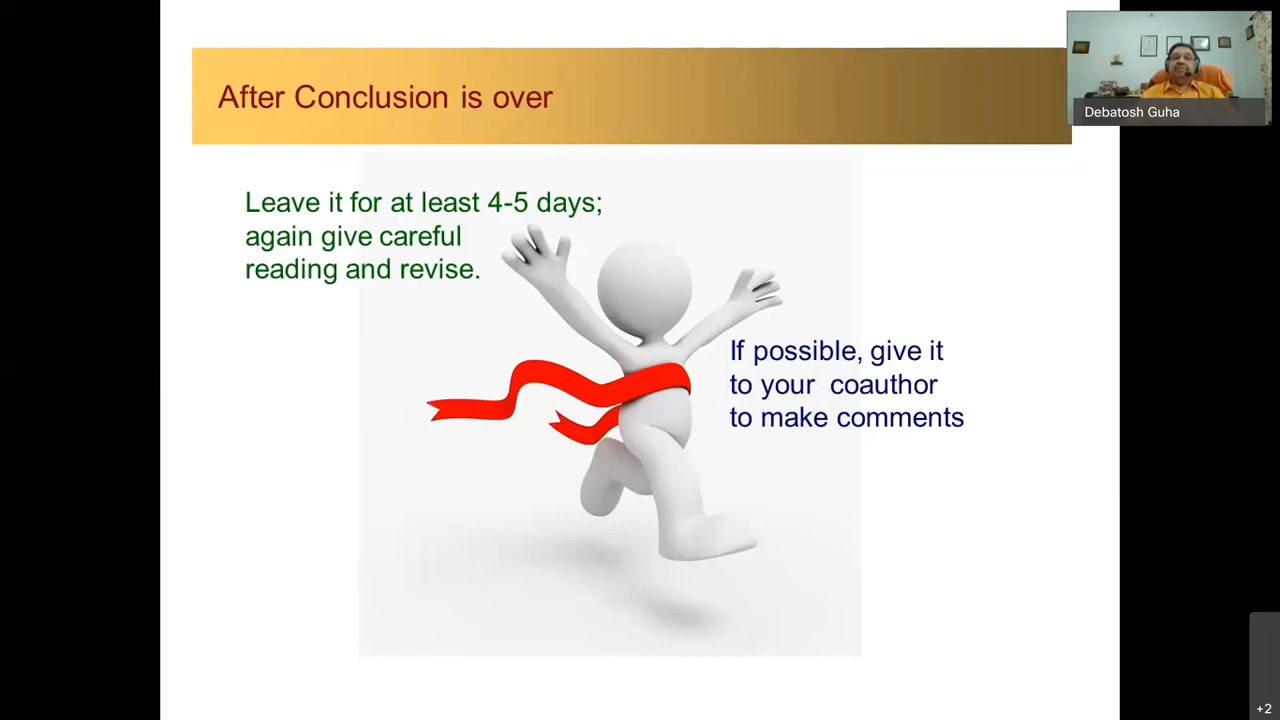 After Conclusion is over
Debatosh Guha
Leave it for at least 4-5 days;
again give careful
reading and revise.
If possible, give it
to your coauthor
to make comments
+2